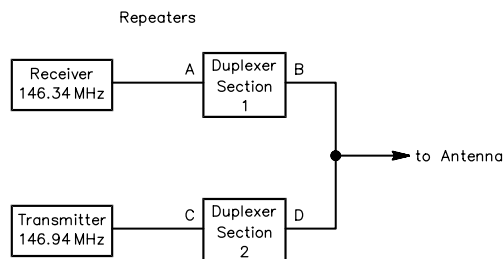 Repeaters
Receiver
146.34 MHz
A
Duplexer
Section
1
B
to Antenna
Transmitter
146.94 MHz
C
Duplexer
Section
2
D